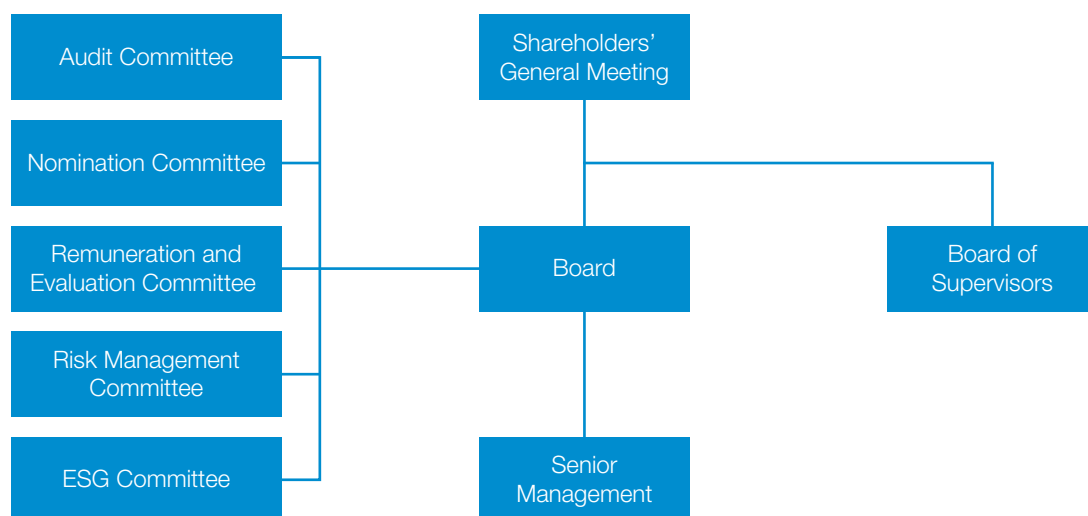 Audit Committee
Shareholders’
General Meeting
Nomination Committee
Remuneration and
Evaluation Committee
Board
Board of
Supervisors
Risk Management
Committee
ESG Committee
Senior
Management